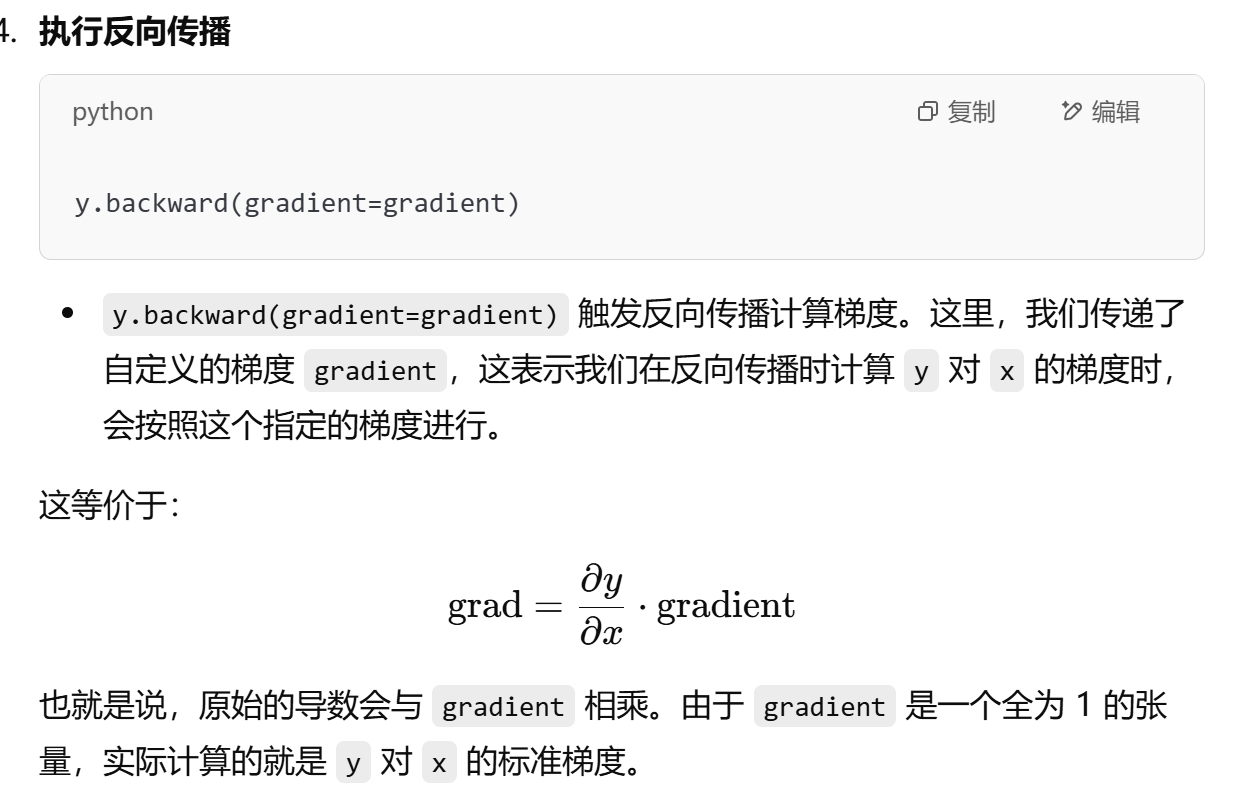 4. 执行反向传播
python 复制 编辑
y.backward(gradient=gradient)
• y.backward(gradient=gradient) 触发反向传播计算梯度。这里，我们传递了
自定义的梯度 gradient，这表示我们在反向传播时计算 y 对 x 的梯度时，
会按照这个指定的梯度进行。
这等价于：
grad = ∂y/∂x · gradient
也就是说，原始的导数会与 gradient 相乘。由于 gradient 是一个全为 1 的张
量，实际计算的就是 y 对 x 的标准梯度。